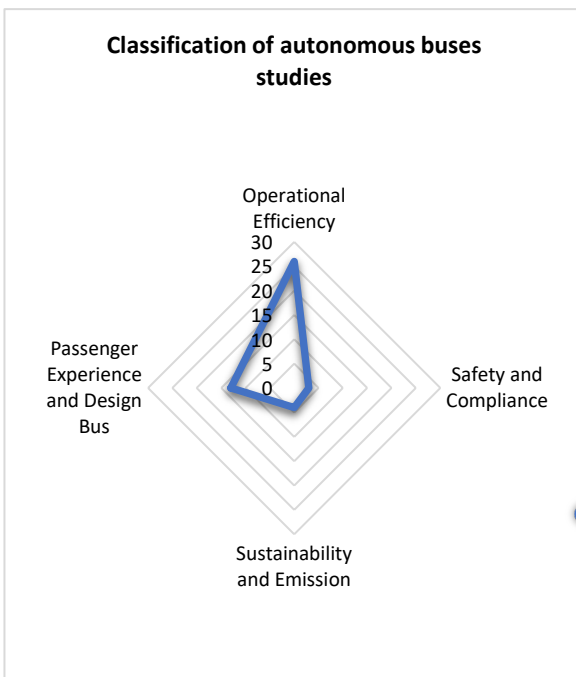 Classification of autonomous buses
studies
Operational
Efficiency
30
25
20
15
10
5
0
Passenger
Experience
and Design
Bus
Safety and
Compliance
Sustainability
and Emission